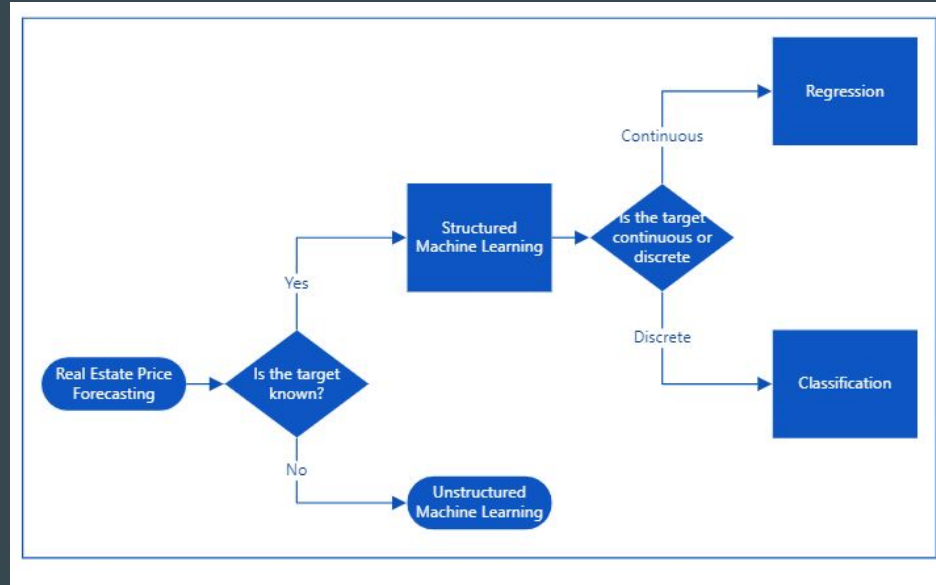 Real Estate Price
Forecasting
Is the target
known?
Yes
No
Structured
Machine Learning
Unstructured
Machine Learning
Is the target
continuous or
discrete
Continuous
Discrete
Regression
Classification